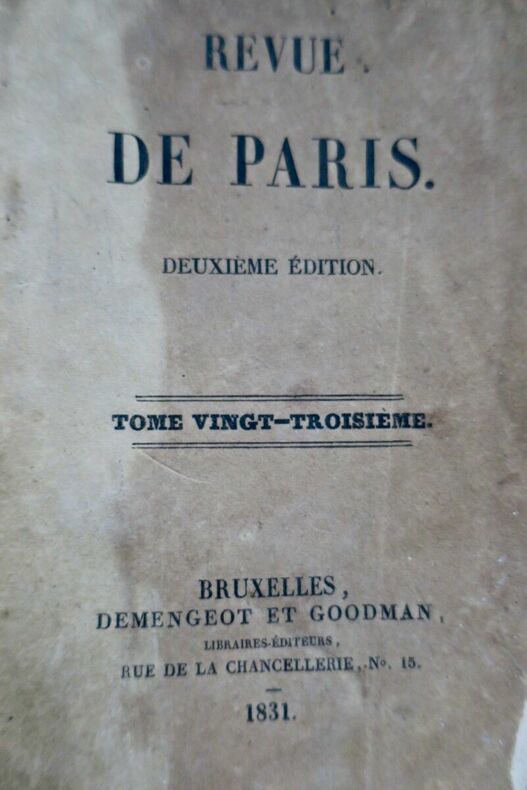 REVUE
DE PARIS.
DEUXIÈME ÉDITION.
TOME VINGT-TROISIÈME.
BRUXELLES,
DEMENGEOT ET GOODMAN,
LIBRAIRES-ÉDITEURS,
RUE DE LA CHANCELLERIE, No. 15.
1831.